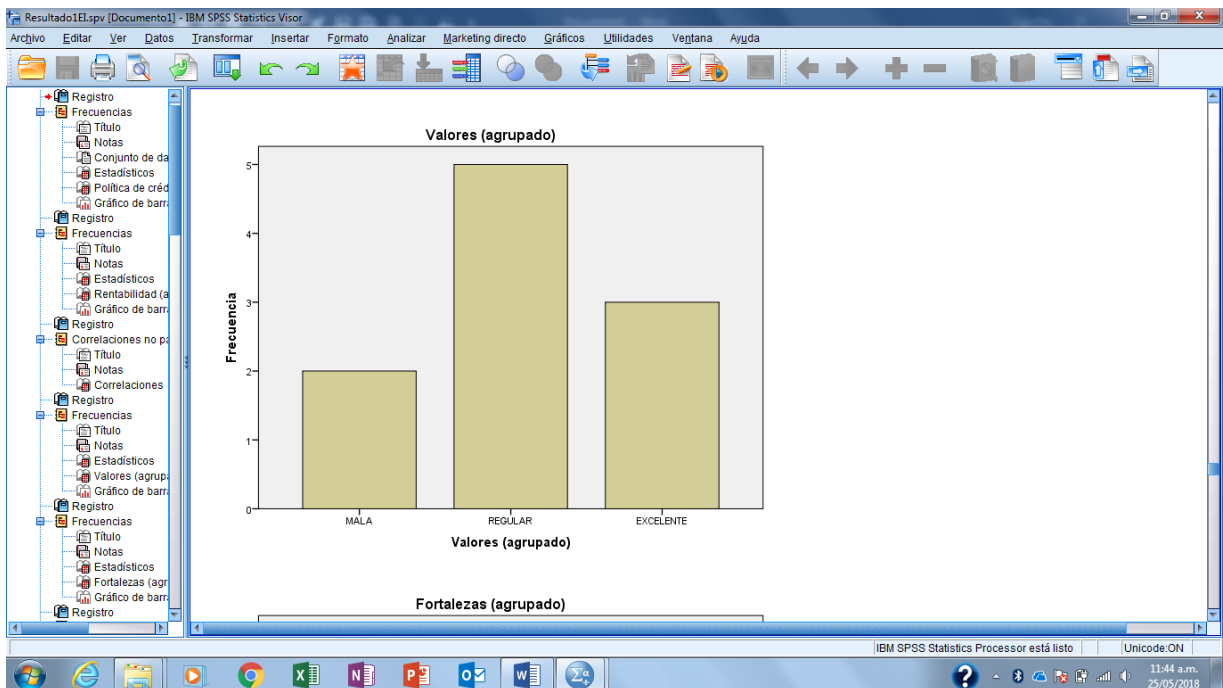 Resultado1EI.spv [Documento1] - IBM SPSS Statistics Visor
Archivo Editar Ver Datos Transformar Insertar Formato Analizar Marketing directo Gráficos Utilidades Ventana Ayuda
Registro
Frecuencias
Título
Notas
Conjunto de da
Estadísticos
Política de créd
Gráfico de barr
Registro
Frecuencias
Título
Notas
Estadísticos
Rentabilidad (a
Gráfico de barr
Registro
Correlaciones no pa
Título
Notas
Correlaciones
Registro
Frecuencias
Título
Notas
Estadísticos
Valores (agrup
Gráfico de barr
Registro
Frecuencias
Título
Notas
Estadísticos
Fortalezas (agr
Gráfico de barr
Registro
Valores (agrupado)
Frecuencia
5
4
3
2
1
0
MALA REGULAR EXCELENTE
Valores (agrupado)
Fortalezas (agrupado)
IBM SPSS Statistics Processor está listo Unicode:ON
11:44 a.m.
25/05/2018